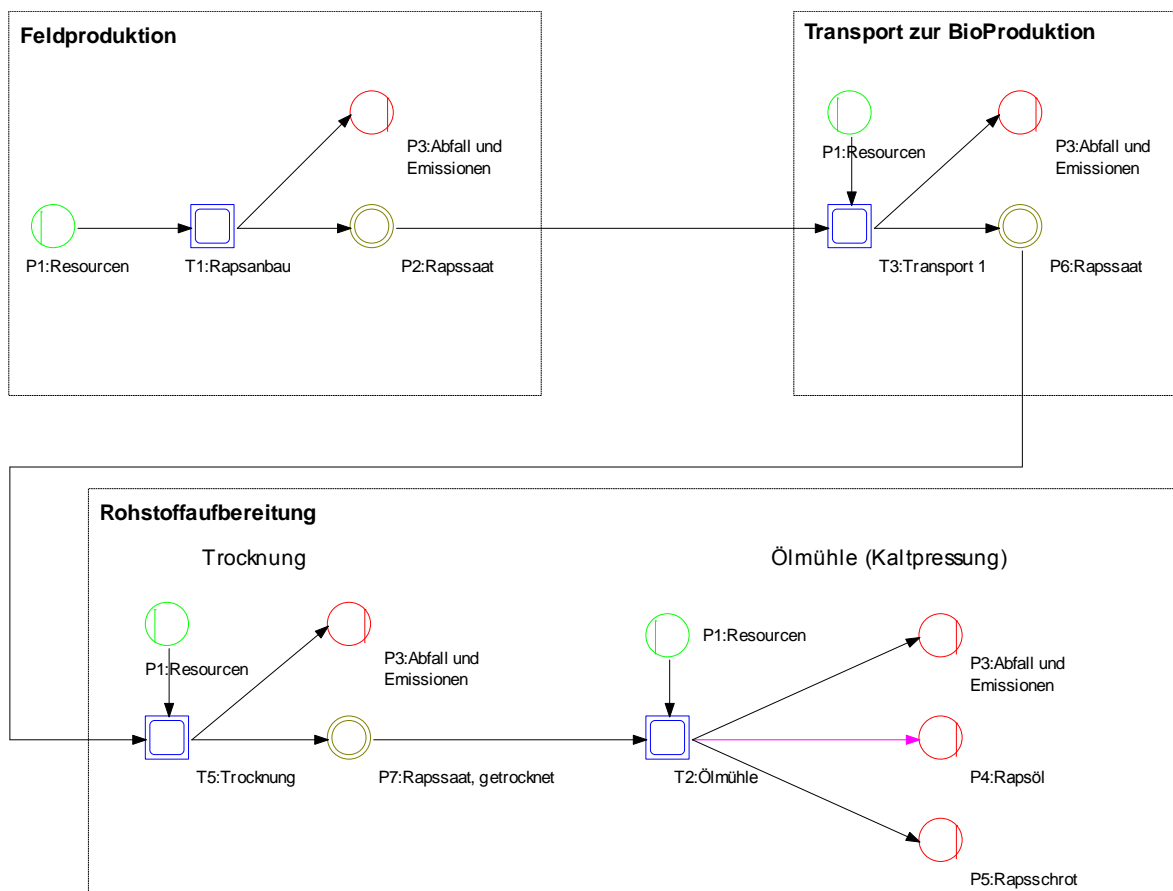 Feldproduktion
Transport zur BioProduktion
P3:Abfall und
Emissionen
P1:Resourcen
P3:Abfall und
Emissionen
P1:Resourcen
T1:Rapsanbau
P2:Rapssaat
T3:Transport 1
P6:Rapssaat
Rohstoffaufbereitung
Trocknung
Ölmühle (Kaltpressung)
P1:Resourcen
P3:Abfall und
Emissionen
P1:Resourcen
P3:Abfall und
Emissionen
T5:Trocknung
P7:Rapssaat, getrocknet
T2:Ölmühle
P4:Rapsöl
P5:Rapsschrot